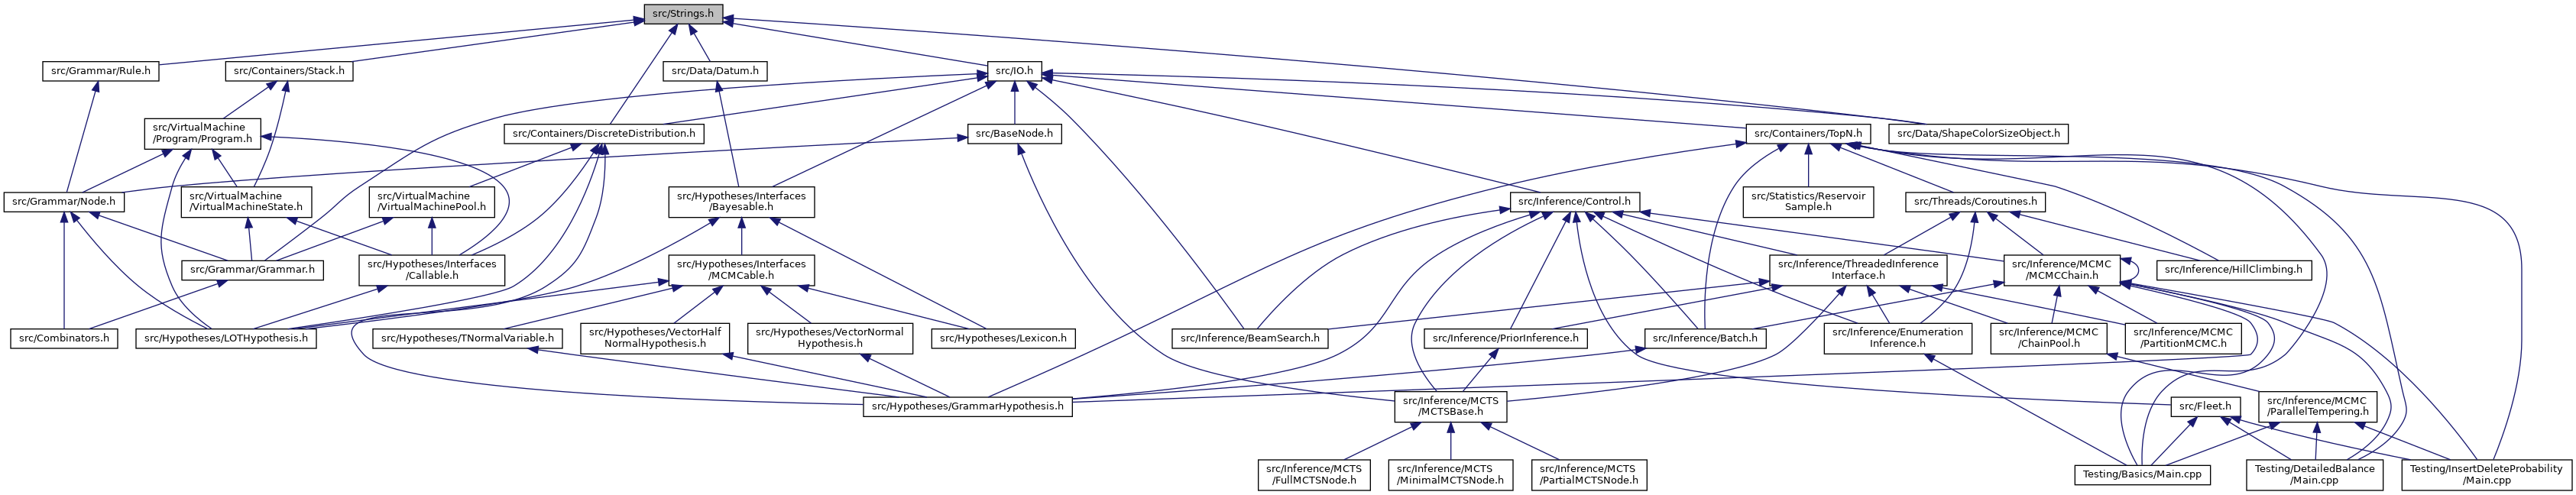 src/Strings.h
src/Grammar/Rule.h
src/Containers/Stack.h
src/Data/Datum.h
src/IO.h
src/VirtualMachine
/Program/Program.h
src/Containers/DiscreteDistribution.h
src/BaseNode.h
src/Containers/TopN.h
src/Data/ShapeColorSizeObject.h
src/Grammar/Node.h
src/VirtualMachine
/VirtualMachineState.h
src/VirtualMachine
/VirtualMachinePool.h
src/Hypotheses/Interfaces
/Bayesable.h
src/Inference/Control.h
src/Statistics/Reservoir
Sample.h
src/Threads/Coroutines.h
src/Grammar/Grammar.h
src/Hypotheses/Interfaces
/Callable.h
src/Hypotheses/Interfaces
/MCMCable.h
src/Inference/ThreadedInference
Interface.h
src/Inference/MCMC
/MCMCChain.h
src/Inference/HillClimbing.h
src/Combinators.h
src/Hypotheses/LOTHypothesis.h
src/Hypotheses/TNormalVariable.h
src/Hypotheses/VectorHalf
NormalHypothesis.h
src/Hypotheses/VectorNormal
Hypothesis.h
src/Hypotheses/Lexicon.h
src/Inference/BeamSearch.h
src/Inference/PriorInference.h
src/Inference/Batch.h
src/Inference/Enumeration
Inference.h
src/Inference/MCMC
/ChainPool.h
src/Inference/MCMC
/PartitionMCMC.h
src/Hypotheses/GrammarHypothesis.h
src/Inference/MCTS
/MCTSBase.h
src/Fleet.h
src/Inference/MCMC
/ParallelTempering.h
src/Inference/MCTS
/FullMCTSNode.h
src/Inference/MCTS
/MinimalMCTSNode.h
src/Inference/MCTS
/PartialMCTSNode.h
Testing/Basics/Main.cpp
Testing/DetailedBalance
/Main.cpp
Testing/InsertDeleteProbability
/Main.cpp